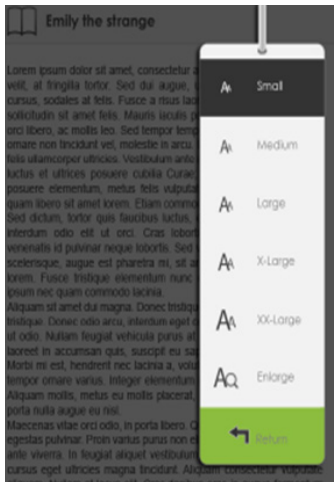 Emily the strange
Lorem ipsum dolor sit amet, consectetur a
velit, at fringilla tortor. Sed dui augue,
cursus, sodales at felis. Fusce a risus lao
sollicitudin sit amet felis. Mauris iaculis p
orci libero, ac mollis leo. Sed tempor temp
ornare non tincidunt vel, molestie in arcu.
felis ullamcorper ultricies. Vestibulum ante
luctus et ultrices posuere cubilia Curae;
posuere elementum, metus felis vulputa
quam libero sit amet lorem. Etiam commo
Sed dictum, tortor quis faucibus luctus,
interdum odio elit ut orci. Cras lobort
venenatis id pulvinar neque lobortis. Sed
scelerisque, augue est pharetra mi, sit a
lorem. Fusce tristique elementum nunc
ipsum nec quam commodo lacinia.
Aliquam sit amet dui magna. Donec tristiqu
tristique. Donec odio arcu, interdum eget
ut odio. Nullam feugiat vehicula purus at
laoreet in accumsan quis, suscipit eu sap
Morbi mi est, hendrerit nec lacinia a, volut
tempor ornare varius. Integer elementum
Aliquam mollis, metus eu mollis placerat,
porta nulla augue eu nisl.
Maecenas vitae orci odio, in porta libero. Q
egestas pulvinar. Proin varius purus non el
ante viverra. In feugiat aliquet vestibulum
cursus eget ultricies magna tincidunt. Aliquam consectetur vulputate
Small
Medium
Large
X-Large
XX-Large
Enlarge
Return